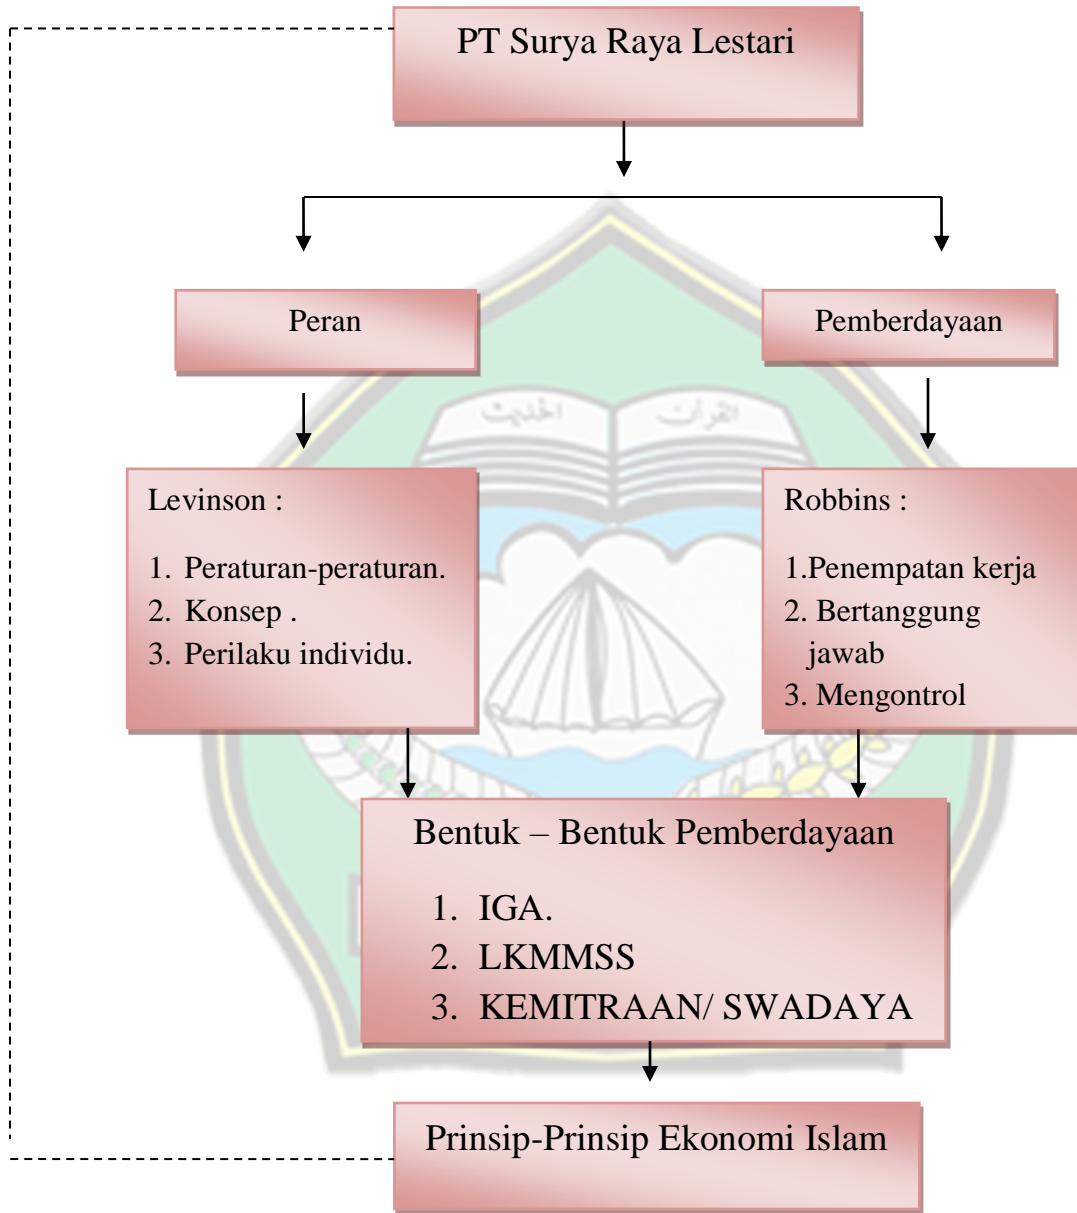 PT Surya Raya Lestari
Peran
Pemberdayaan
الحديث
القرآن
Levinson :
1. Peraturan-peraturan.
2. Konsep .
3. Perilaku individu.
Robbins :
1.Penempatan kerja
2. Bertanggung
jawab
3. Mengontrol
Bentuk – Bentuk Pemberdayaan
1. IGA.
2. LKMMSS
3. KEMITRAAN/ SWADAYA
Prinsip-Prinsip Ekonomi Islam